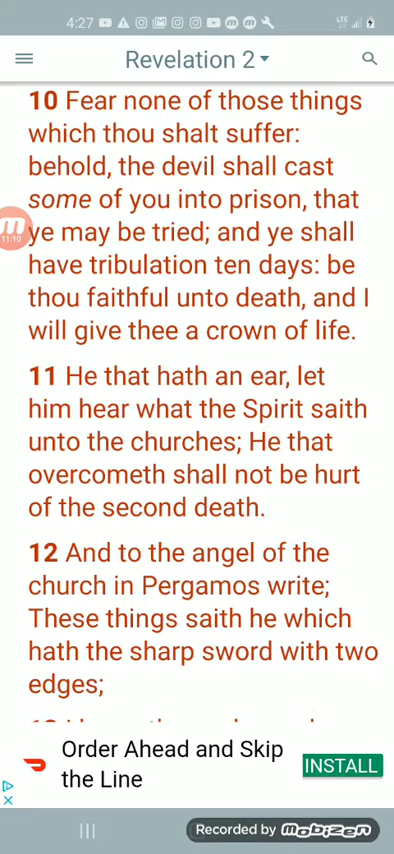 4:27
LTE
Revelation 2
10 Fear none of those things
which thou shalt suffer:
behold, the devil shall cast
some of you into prison, that
ye may be tried; and ye shall
have tribulation ten days: be
thou faithful unto death, and I
will give thee a crown of life.
11:10
11 He that hath an ear, let
him hear what the Spirit saith
unto the churches; He that
overcometh shall not be hurt
of the second death.
12 And to the angel of the
church in Pergamos write;
These things saith he which
hath the sharp sword with two
edges;
Order Ahead and Skip
the Line
INSTALL
Recorded by mobizen